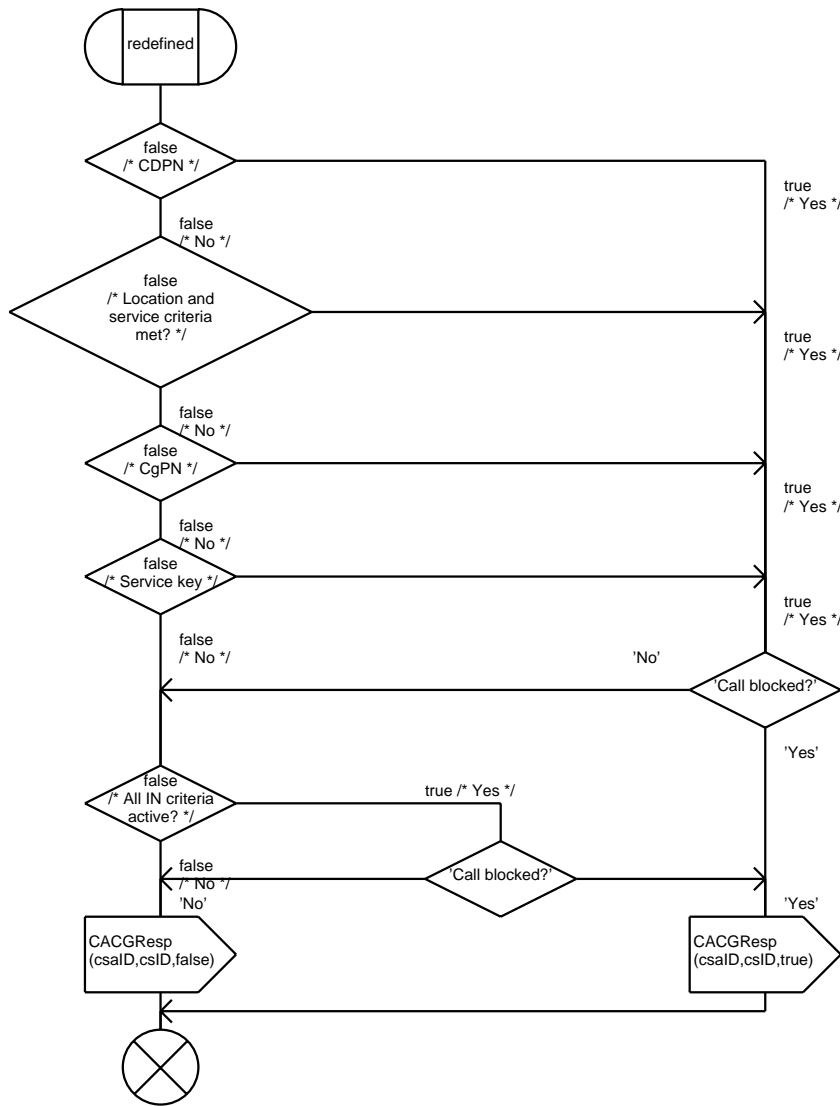 redefined
false
/* CDPN */
true
/* Yes */
false
/* No */
false
/* Location and
service criteria
met? */
true
/* Yes */
false
/* No */
false
/* CgPN */
true
/* Yes */
false
/* No */
false
/* Service key */
true
/* Yes */
false
/* No */
'No'
'Call blocked?'
'Yes'
false
/* All IN criteria
active? */
true /* Yes */
false
/* No */
'Call blocked?'
'No'
'Yes'
CACGResp
(csaID,csID,false)
CACGResp
(csaID,csID,true)